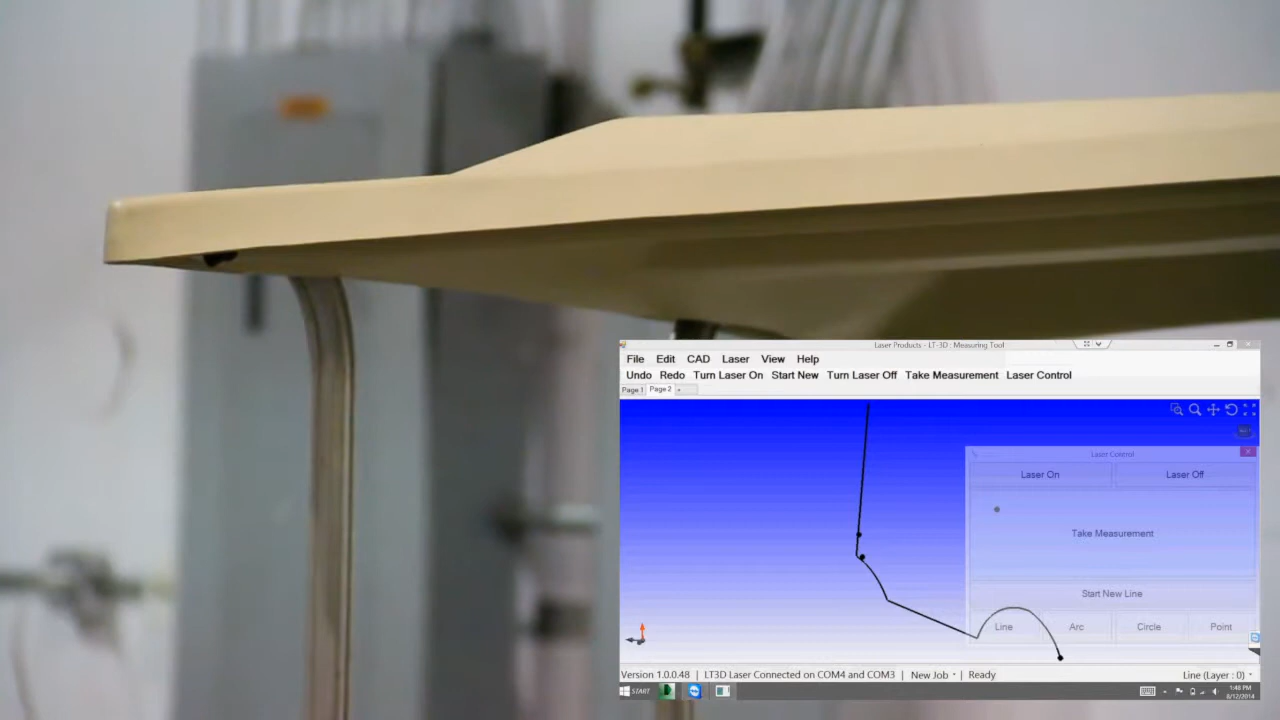 Laser Products - LT-3D : Measuring Tool
File Edit CAD Laser View Help
Undo Redo Turn Laser On Start New Turn Laser Off Take Measurement Laser Control
Page 1 Page 2 +
Laser Control
Laser On Laser Off
Take Measurement
Start New Line
Line Arc Circle Point
Version 1.0.0.48 | LT3D Laser Connected on COM4 and COM3 | New Job | Ready Line (Layer : 0)
START 1:48 PM
8/12/2014